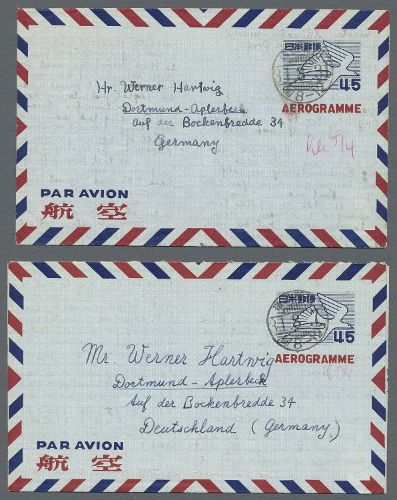 日本郵便
45
AEROGRAMME
Hr. Werner Hartwig
Dortmund-Aplerbeck
Auf der Bockenbredde 34
Germany
PAR AVION
航空
日本郵便
45
AEROGRAMME
Mr. Werner Hartwig
Dortmund - Aplerbeck
Auf der Bockenbredde 34
Deutschland (Germany)
PAR AVION
航空